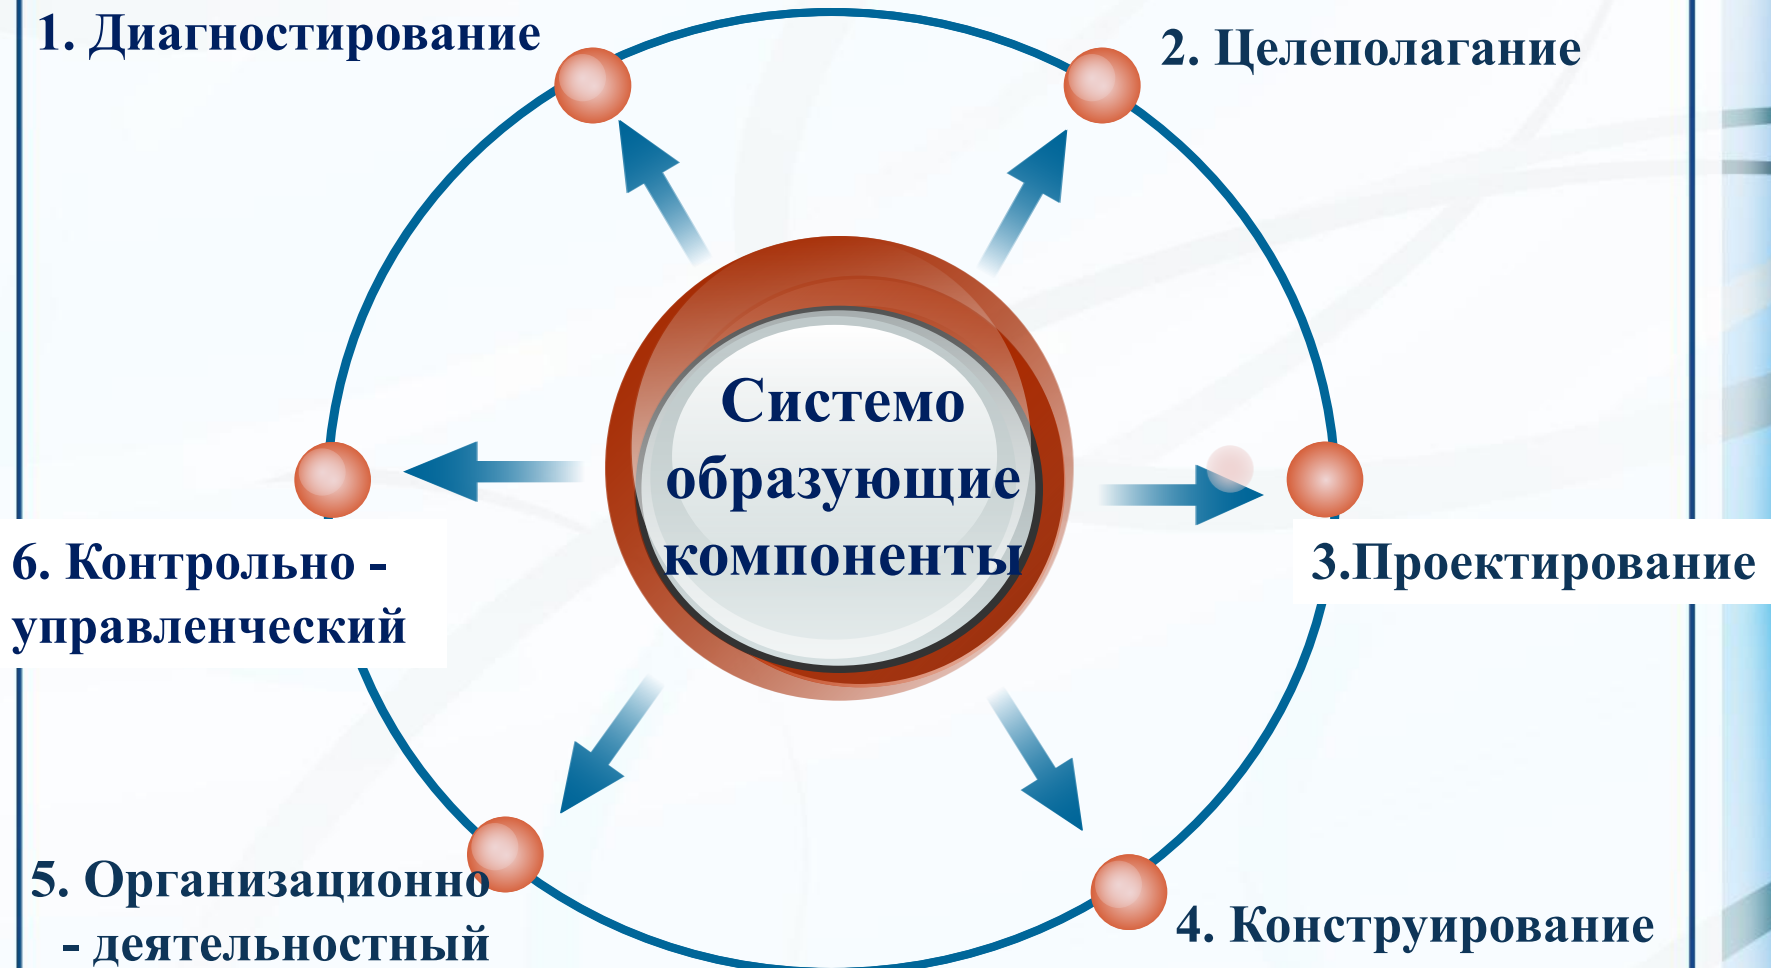 1. Диагностирование
2. Целеполагание
Системо
образующие
компоненты
3.Проектирование
4. Конструирование
5. Организационно
- деятельностный
6. Контрольно -
управленческий